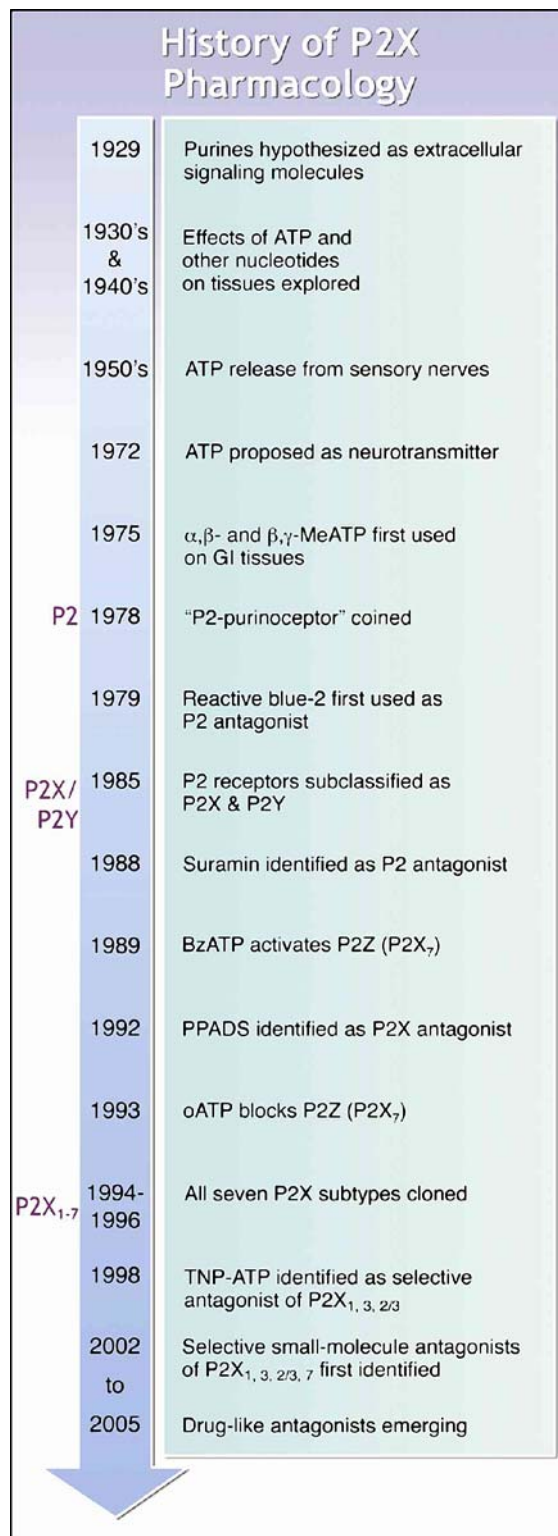 History of P2X
Pharmacology
1929
Purines hypothesized as extracellular
signaling molecules
1930's
&
1940's
Effects of ATP and
other nucleotides
on tissues explored
1950's
ATP release from sensory nerves
1972
ATP proposed as neurotransmitter
1975
α,β- and β,γ-MeATP first used
on GI tissues
P2
1978
“P2-purinoceptor” coined
1979
Reactive blue-2 first used as
P2 antagonist
P2X/
P2Y
1985
P2 receptors subclassified as
P2X & P2Y
1988
Suramin identified as P2 antagonist
1989
BzATP activates P2Z (P2X₇)
1992
PPADS identified as P2X antagonist
1993
oATP blocks P2Z (P2X₇)
P2X₁₋₇
1994-
1996
All seven P2X subtypes cloned
1998
TNP-ATP identified as selective
antagonist of P2X₁, ₃, ₂/₃
2002
to
2005
Selective small-molecule antagonists
of P2X₁, ₃, ₂/₃, ₇ first identified
Drug-like antagonists emerging